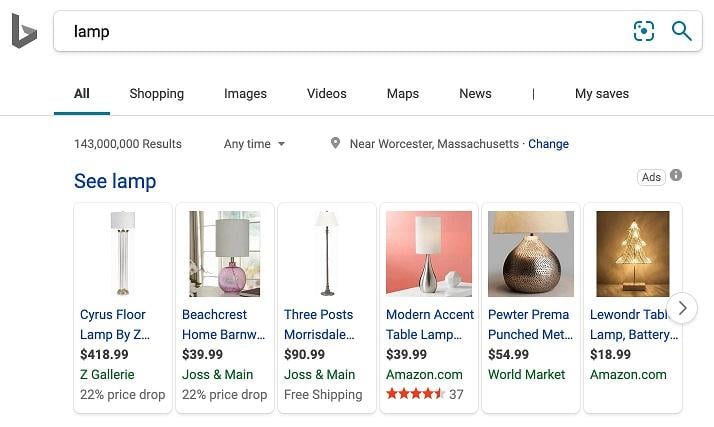 lamp
All Shopping Images Videos Maps News | My saves
143,000,000 Results Any time Near Worcester, Massachusetts · Change
See lamp
Ads
Cyrus Floor
Lamp By Z...
$418.99
Z Gallerie
22% price drop
Beachcrest
Home Barnw...
$39.99
Joss & Main
22% price drop
Three Posts
Morrisdale...
$90.99
Joss & Main
Free Shipping
Modern Accent
Table Lamp...
$39.99
Amazon.com
37
Pewter Prema
Punched Met...
$54.99
World Market
Lewondr Tabl
Lamp, Battery...
$18.99
Amazon.com